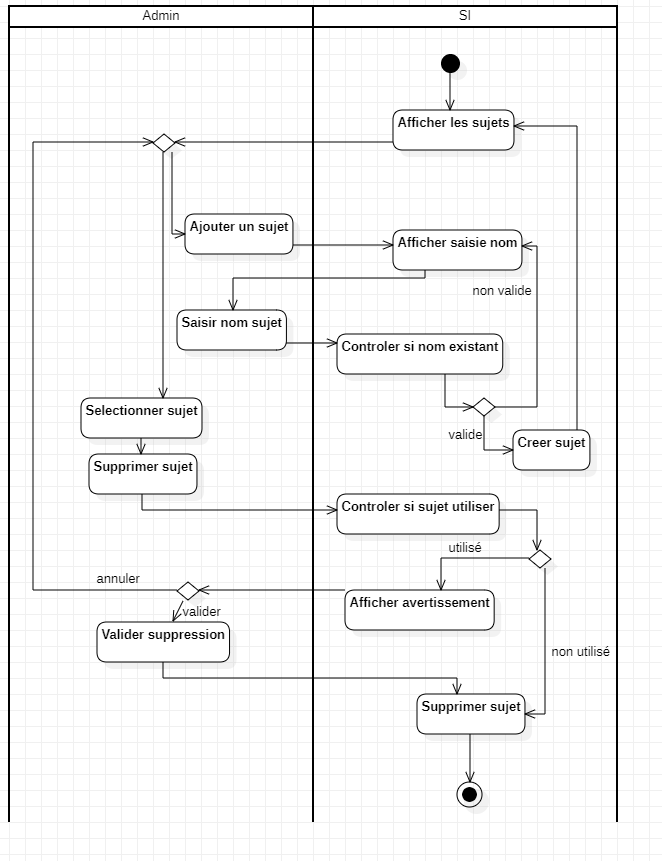 Admin
SI
Afficher les sujets
Ajouter un sujet
Afficher saisie nom
non valide
Saisir nom sujet
Controler si nom existant
Selectionner sujet
valide
Creer sujet
Supprimer sujet
Controler si sujet utiliser
utilisé
annuler
Afficher avertissement
valider
Valider suppression
non utilisé
Supprimer sujet